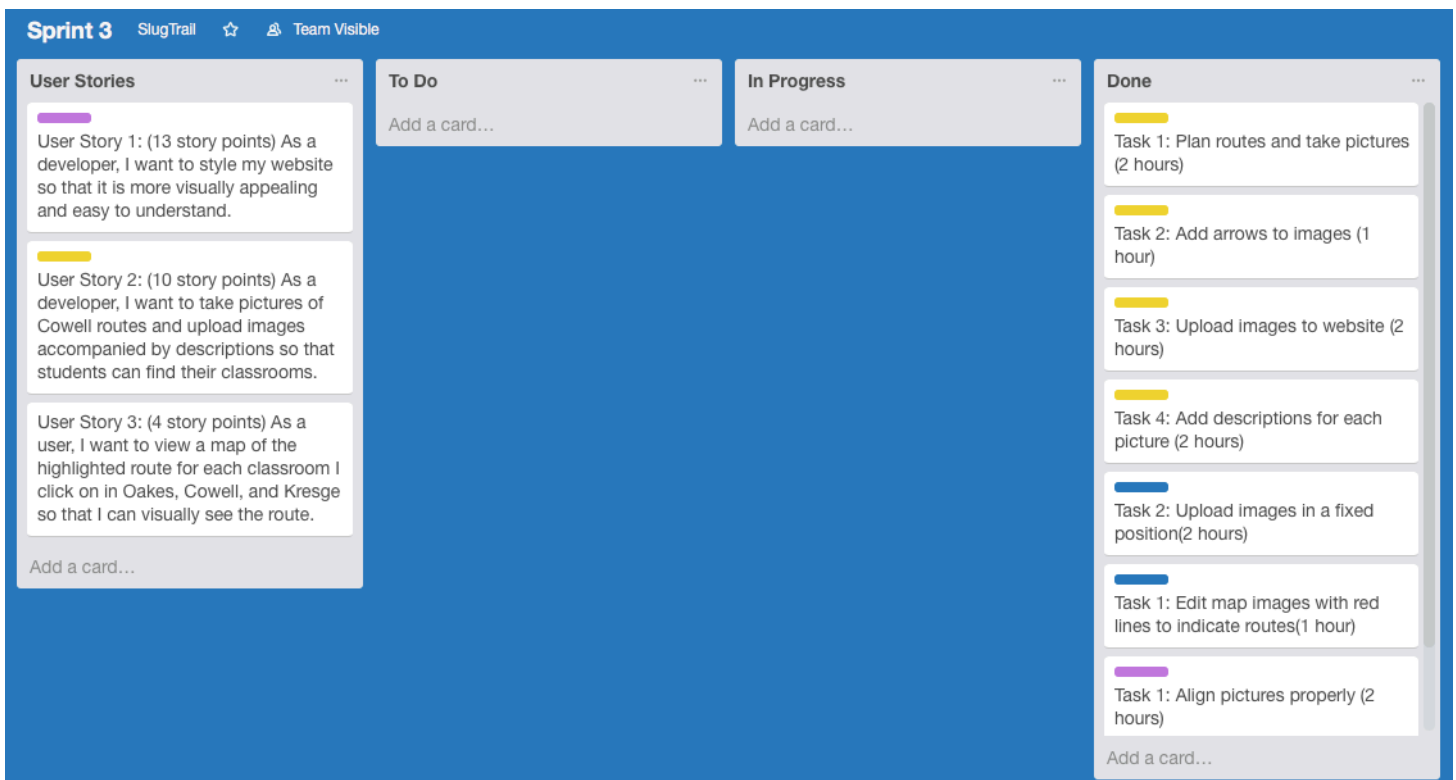 Sprint 3 SlugTrail Team Visible
User Stories ...
User Story 1: (13 story points) As a
developer, I want to style my website
so that it is more visually appealing
and easy to understand.
User Story 2: (10 story points) As a
developer, I want to take pictures of
Cowell routes and upload images
accompanied by descriptions so that
students can find their classrooms.
User Story 3: (4 story points) As a
user, I want to view a map of the
highlighted route for each classroom I
click on in Oakes, Cowell, and Kresge
so that I can visually see the route.
Add a card...
To Do ...
Add a card...
In Progress ...
Add a card...
Done ...
Task 1: Plan routes and take pictures
(2 hours)
Task 2: Add arrows to images (1
hour)
Task 3: Upload images to website (2
hours)
Task 4: Add descriptions for each
picture (2 hours)
Task 2: Upload images in a fixed
position(2 hours)
Task 1: Edit map images with red
lines to indicate routes(1 hour)
Task 1: Align pictures properly (2
hours)
Add a card...